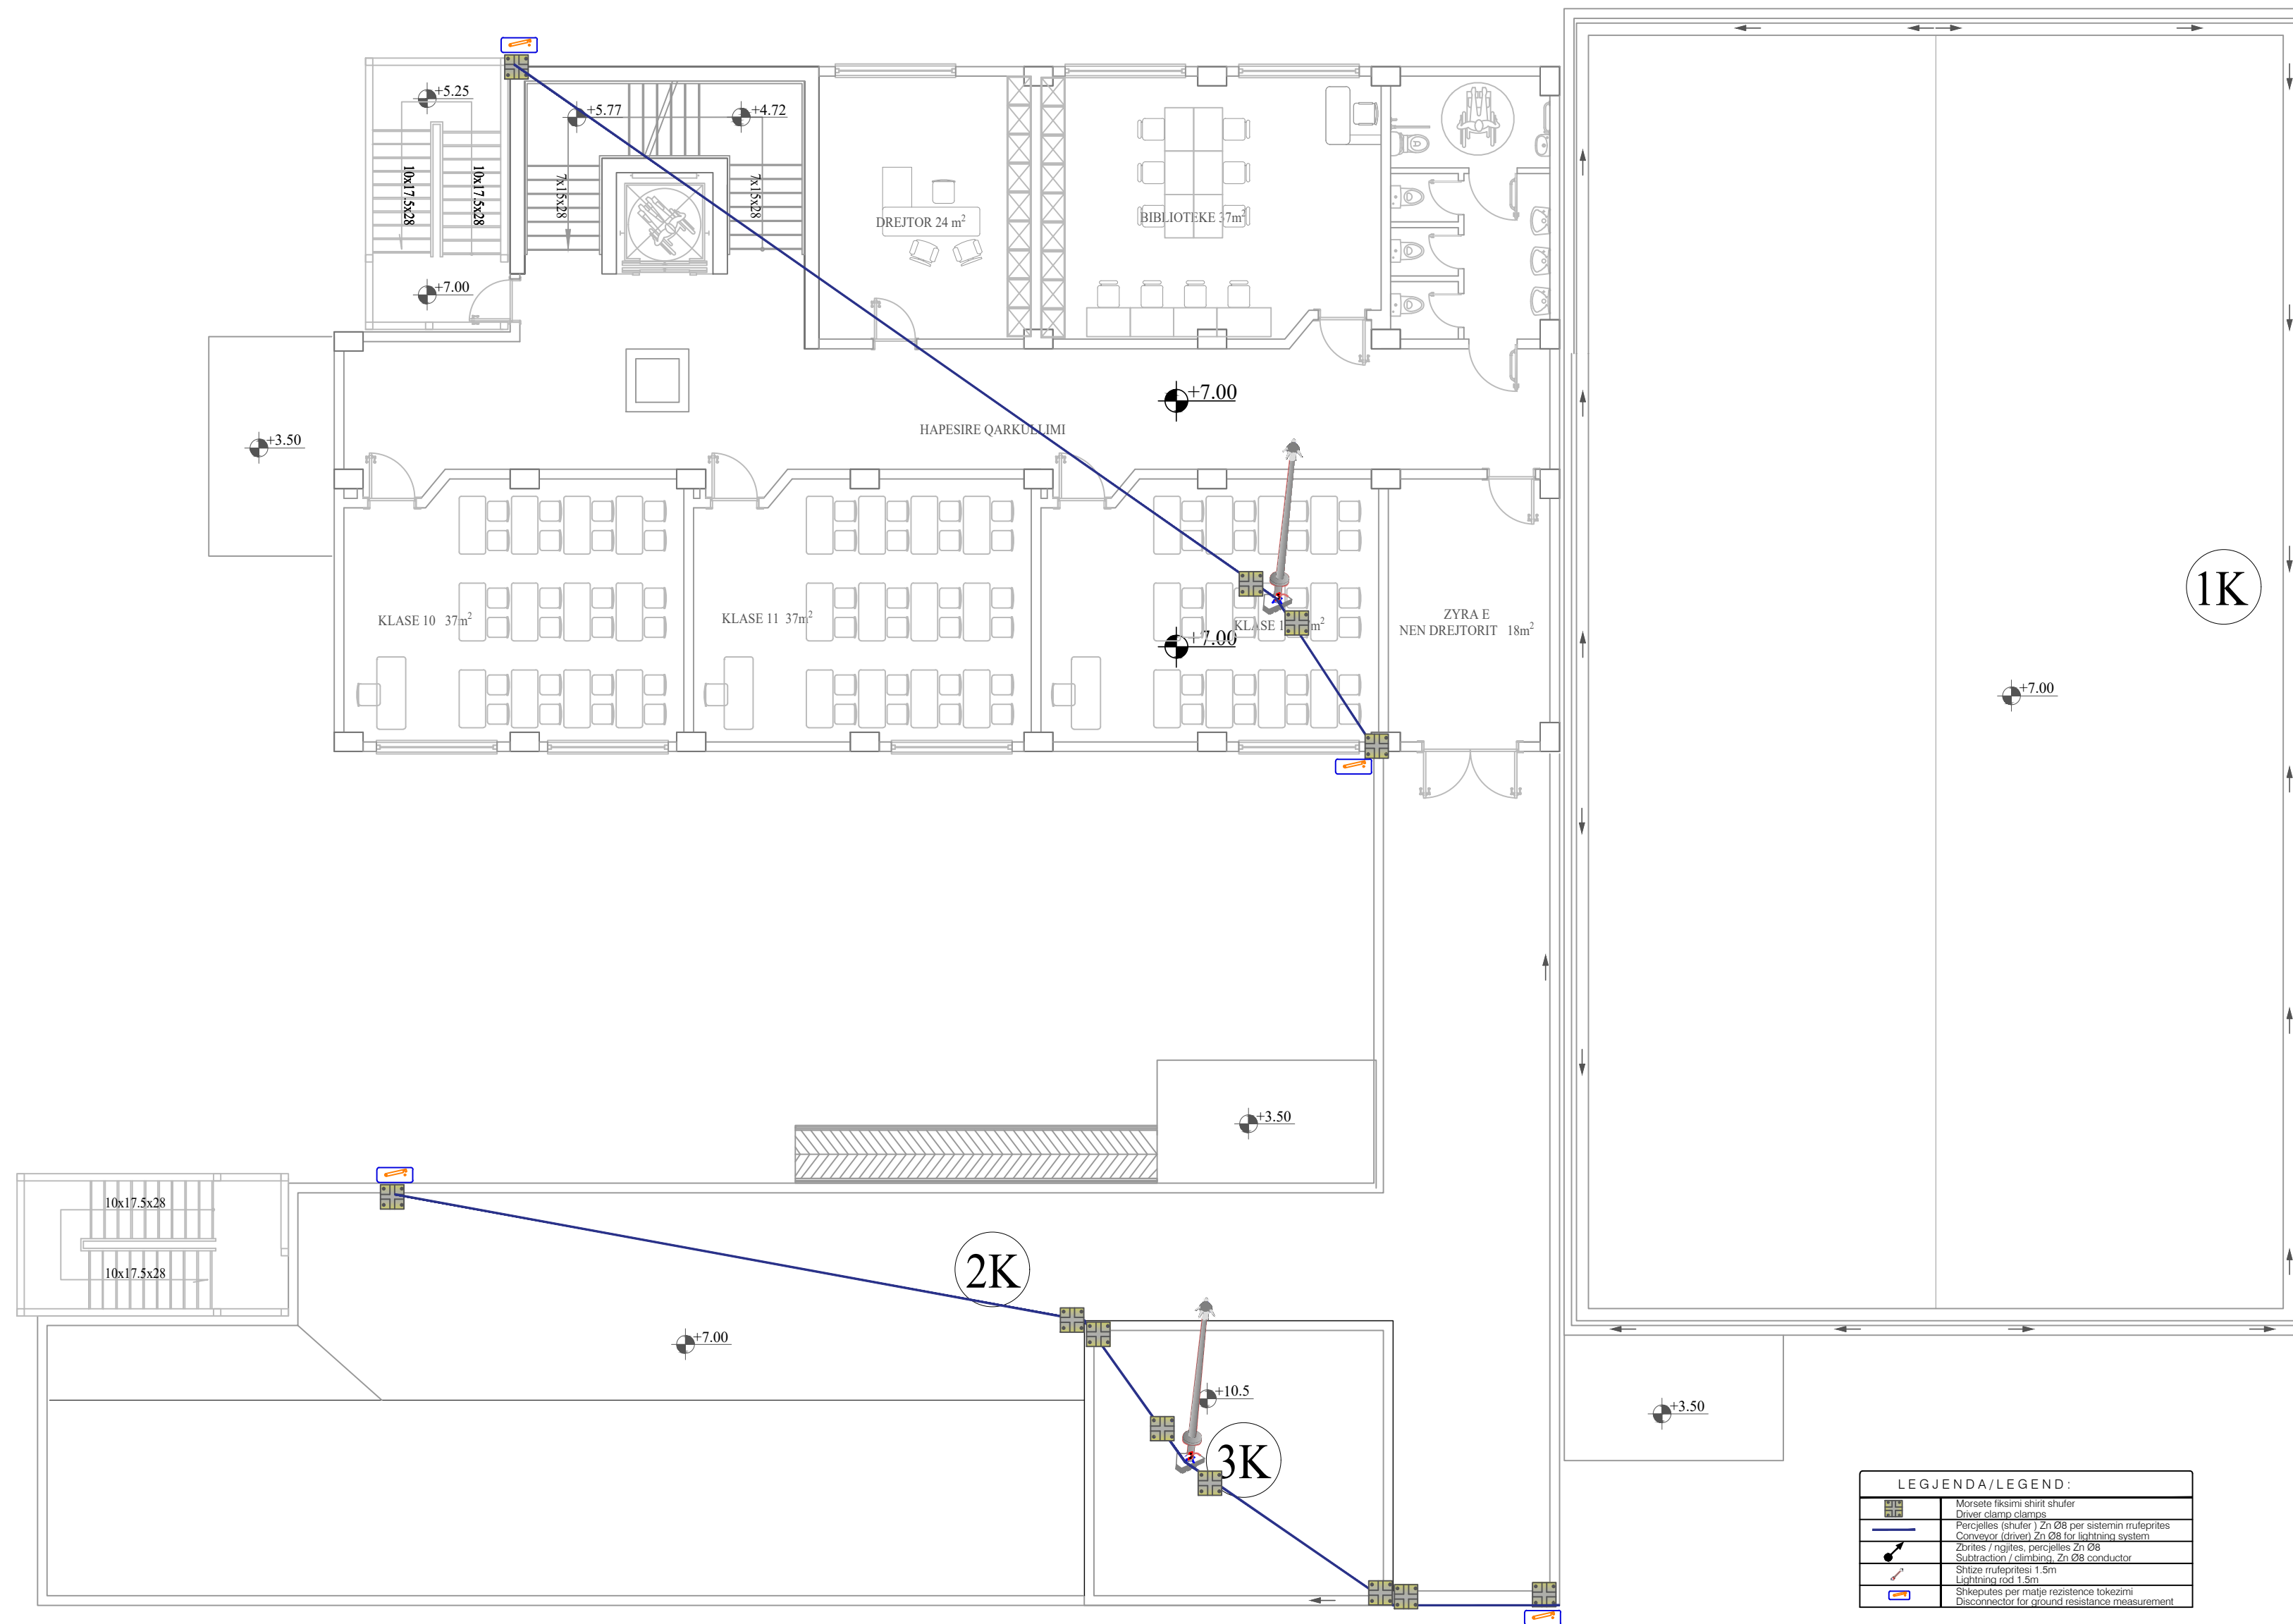 +5.25
+5.77
+4.72
10x17.5x28
10x17.5x28
7x15x28
7x15x28
DREJTOR 24 m²
BIBLIOTEKE 37m²
+7.00
+7.00
HAPESIRE QARKULLIMI
+3.50
1K
KLASE 10 37m²
KLASE 11 37m²
KLASE 1 m²
ZYRA E
NEN DREJTORIT 18m²
+7.00
+7.00
+3.50
10x17.5x28
10x17.5x28
2K
+7.00
+10.5
3K
+3.50
LEGJENDA/LEGEND:
Morsete fiksimi shirit shufer
Driver clamp clamps
Percjelles (shufer ) Zn Ø8 per sistemin rrufeprites
Conveyor (driver) Zn Ø8 for lightning system
Zbrites / ngjites, percjelles Zn Ø8
Subtraction / climbing, Zn Ø8 conductor
Shtize rrufepritesi 1.5m
Lightning rod 1.5m
Shkeputes per matje rezistence tokezimi
Disconnector for ground resistance measurement